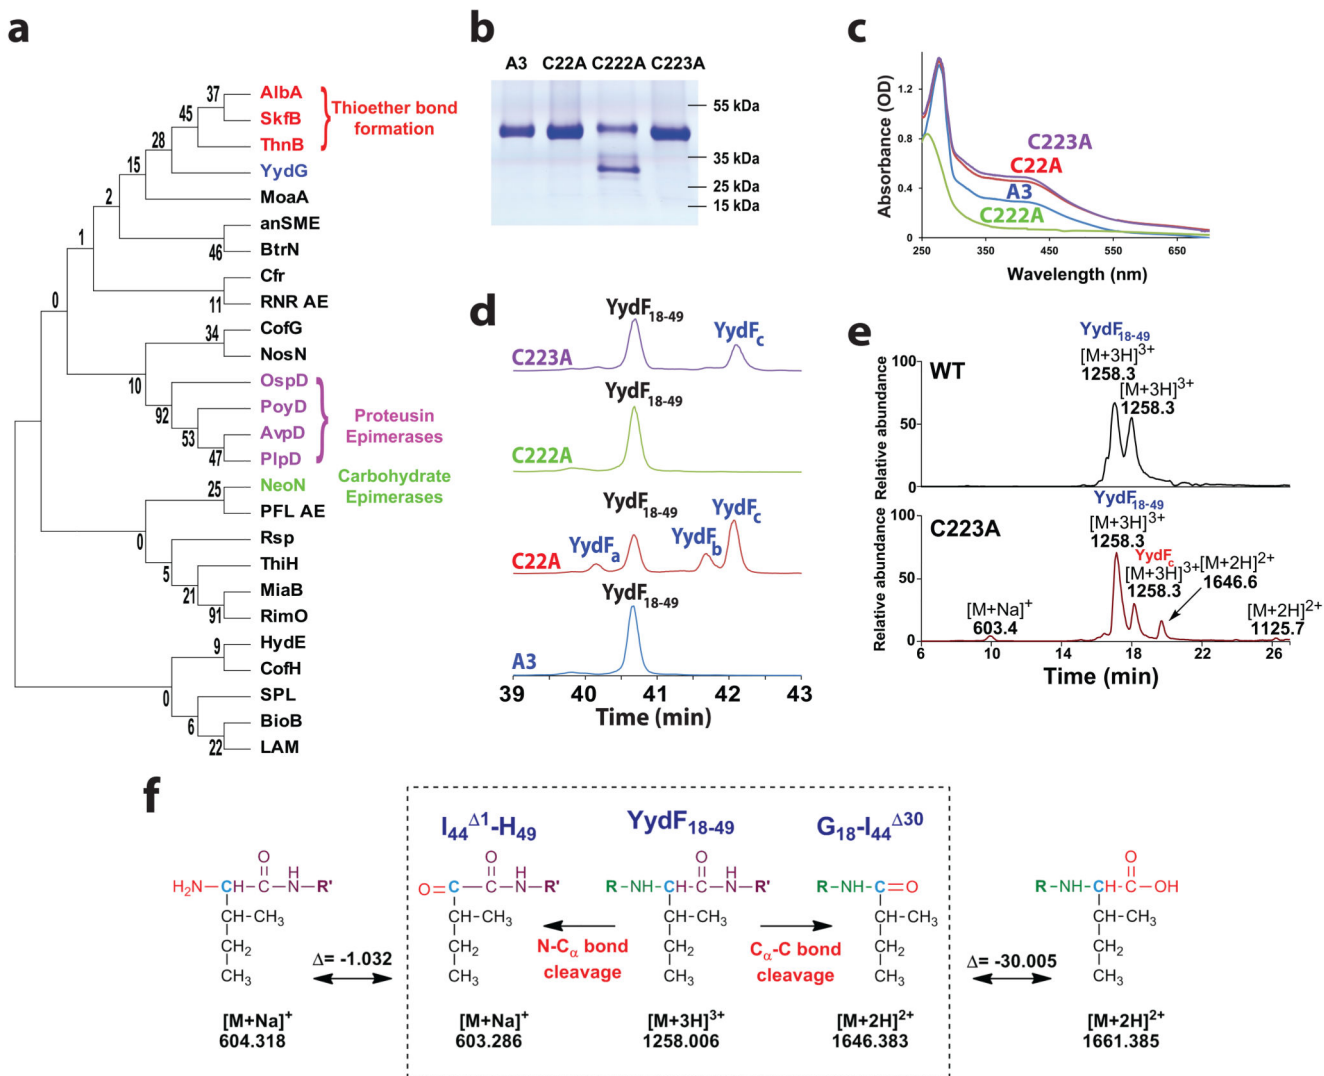 a
37
AlbA
45
SkfB
Thioether bond
formation
28
ThnB
15
YydG
2
MoaA
1
anSME
46
BtrN
0
Cfr
11
RNR AE
34
CofG
NosN
10
OspD
92
PoyD
Proteusin
Epimerases
53
AvpD
47
PlpD
Carbohydrate
Epimerases
25
NeoN
PFL AE
0
Rsp
5
ThiH
21
MiaB
91
RimO
9
HydE
CofH
0
SPL
6
BioB
22
LAM
b
A3 C22A C222A C223A
55 kDa
35 kDa
25 kDa
15 kDa
c
Absorbance (OD)
1.2
0.8
0.4
0
C223A
C22A
A3
C222A
250 350 450 550 650
Wavelength (nm)
d
YydF18-49
YydFc
C223A
YydF18-49
C222A
YydF18-49
YydFa
YydFb
YydFc
C22A
YydF18-49
A3
39 40 41 42 43
Time (min)
e
Relative abundance
100
50
0
WT
YydF18-49
[M+3H]3+
1258.3
[M+3H]3+
1258.3
Relative abundance
100
50
0
C223A
YydF18-49
[M+3H]3+
1258.3
YydFc
[M+3H]3+
1258.3
[M+2H]2+
1646.6
[M+Na]+
603.4
[M+2H]2+
1125.7
6 10 14 18 22 26
Time (min)
f
I44Δ1-H49
YydF18-49
G18-I44Δ30
O
H
H2N CH C N R'
CH-CH3
CH2
CH3
[M+Na]+
604.318
Δ= -1.032
O
H
O=C C N R'
CH-CH3
CH2
CH3
[M+Na]+
603.286
N-Cα bond
cleavage
O
H
R-NH-CH C N R'
CH-CH3
CH2
CH3
[M+3H]3+
1258.006
Cα-C bond
cleavage
R-NH-C=O
CH-CH3
CH2
CH3
[M+2H]2+
1646.383
Δ= -30.005
O
R-NH-CH-C-OH
CH-CH3
CH2
CH3
[M+2H]2+
1661.385